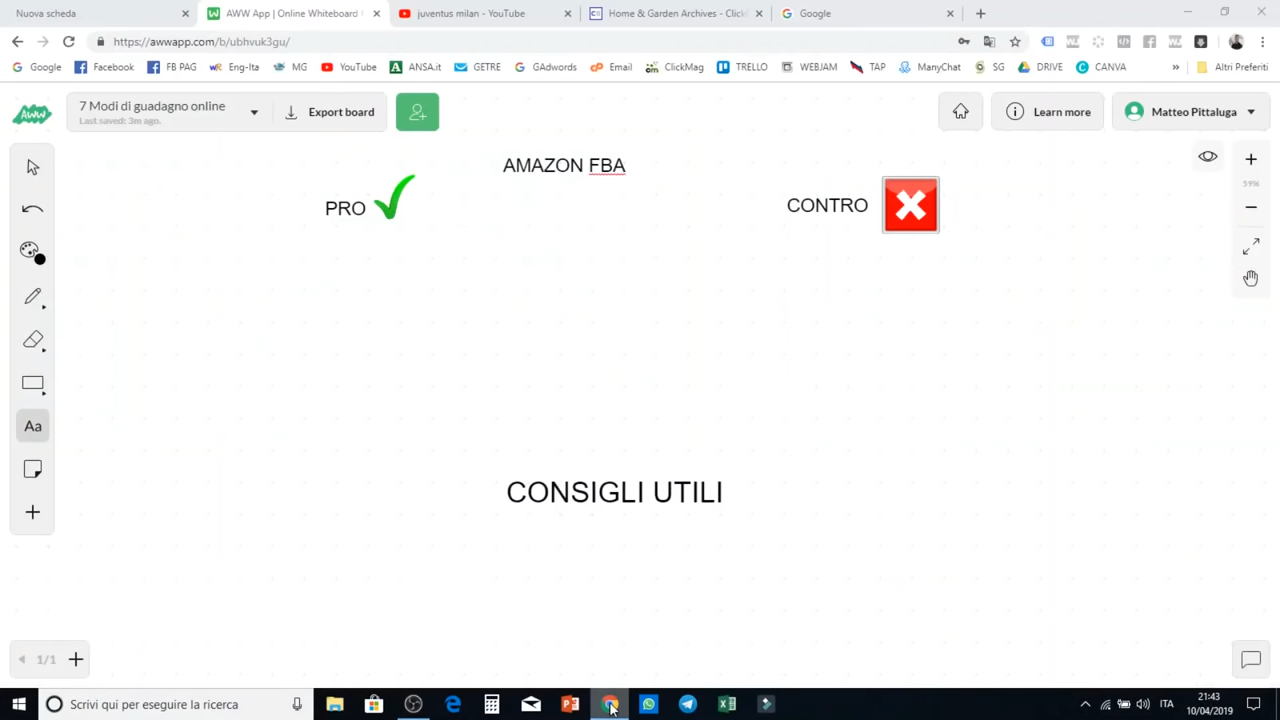 Nuova scheda
AWW App | Online Whiteboard
juventus milan - YouTube
Home & Garden Archives - Click
Google
https://awwapp.com/b/ubhvuk3gu/
Google
Facebook
FB PAG
Eng-Ita
MG
YouTube
ANSA.it
GETRE
GAdwords
Email
ClickMag
TRELLO
WEBJAM
TAP
ManyChat
SG
DRIVE
CANVA
»
Altri Preferiti
AWW
7 Modi di guadagno online
Last saved: 3m ago.
Export board
Learn more
Matteo Pittaluga
AMAZON FBA
PRO
CONTRO
59%
Aa
CONSIGLI UTILI
1/1
Scrivi qui per eseguire la ricerca
ITA
21:43
10/04/2019